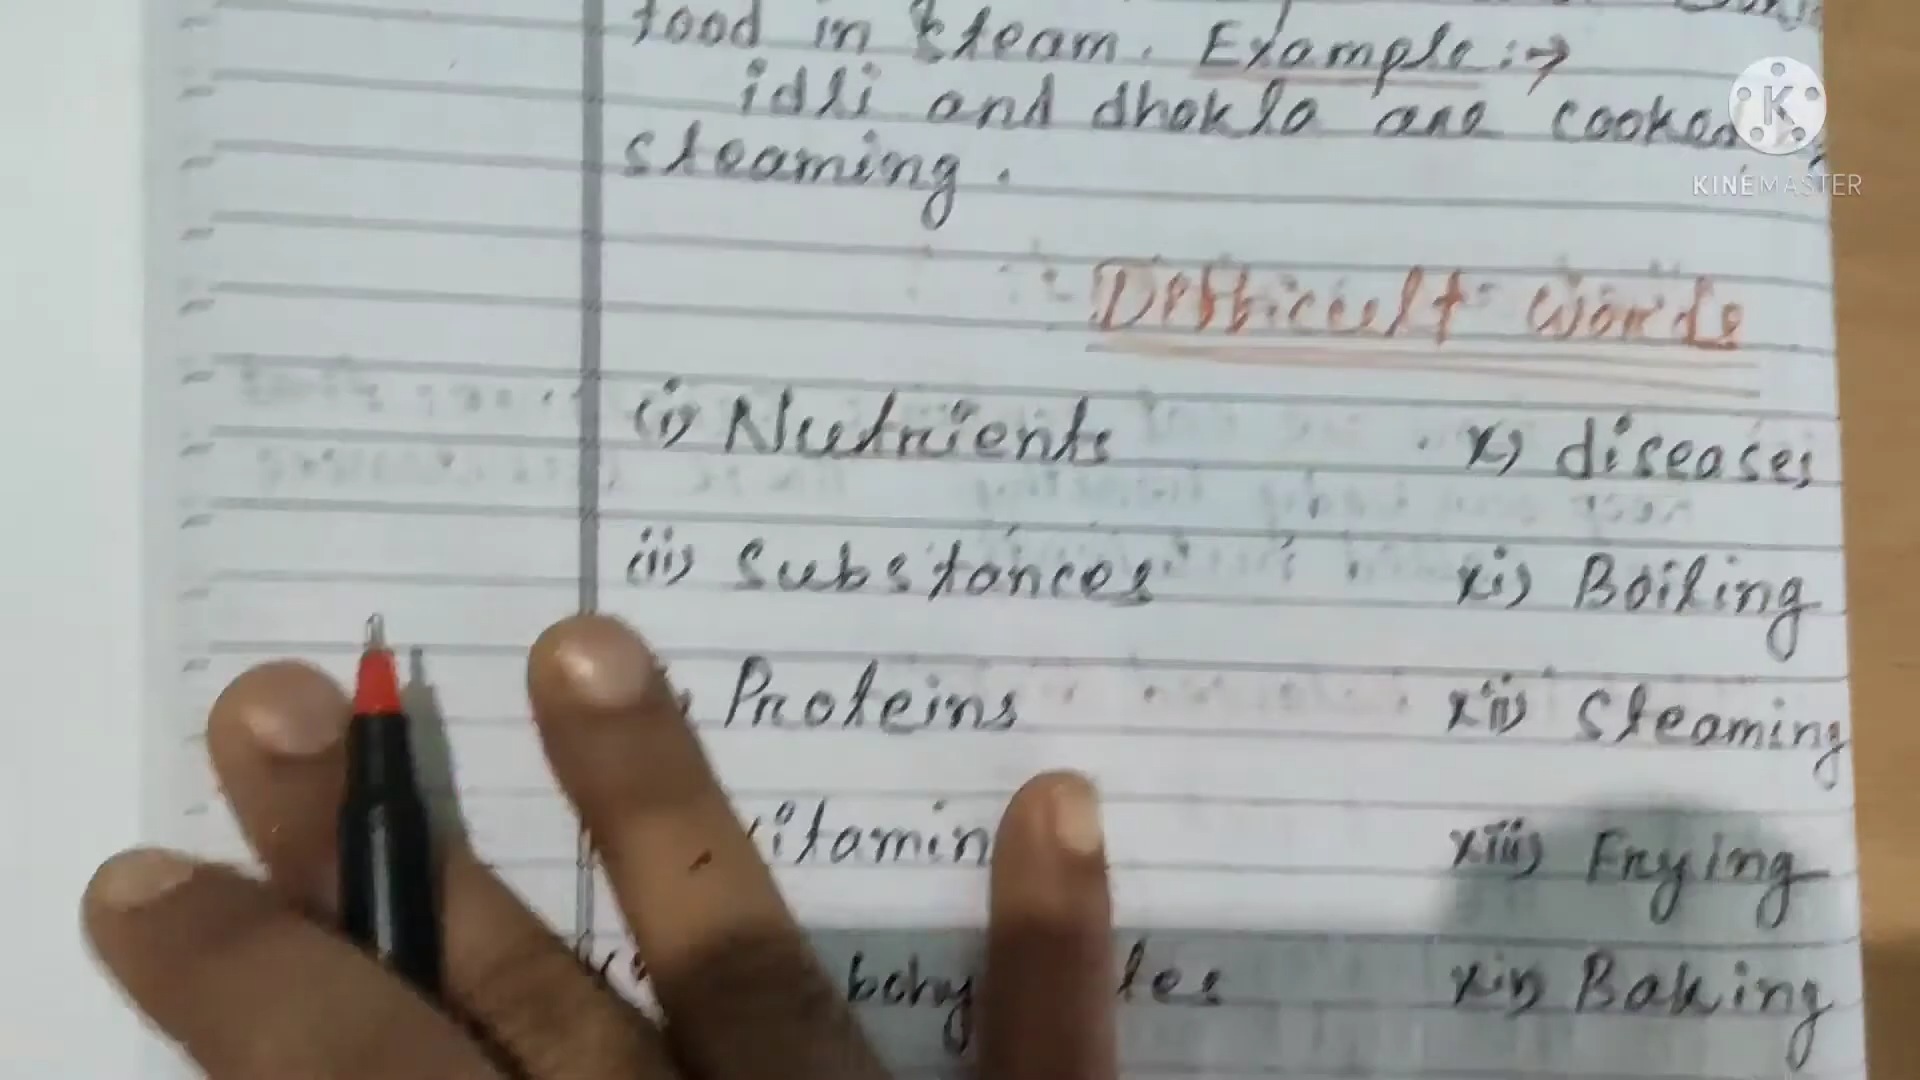 food in steam. Example:→
idli and dhokla are cooked
steaming.
Difficult words
(i) Nutrients x) diseases
(ii) Substances xi) Boiling
Proteins xii) Steaming
itamin xiii) Frying
xiv) Baking
KINEMASTER